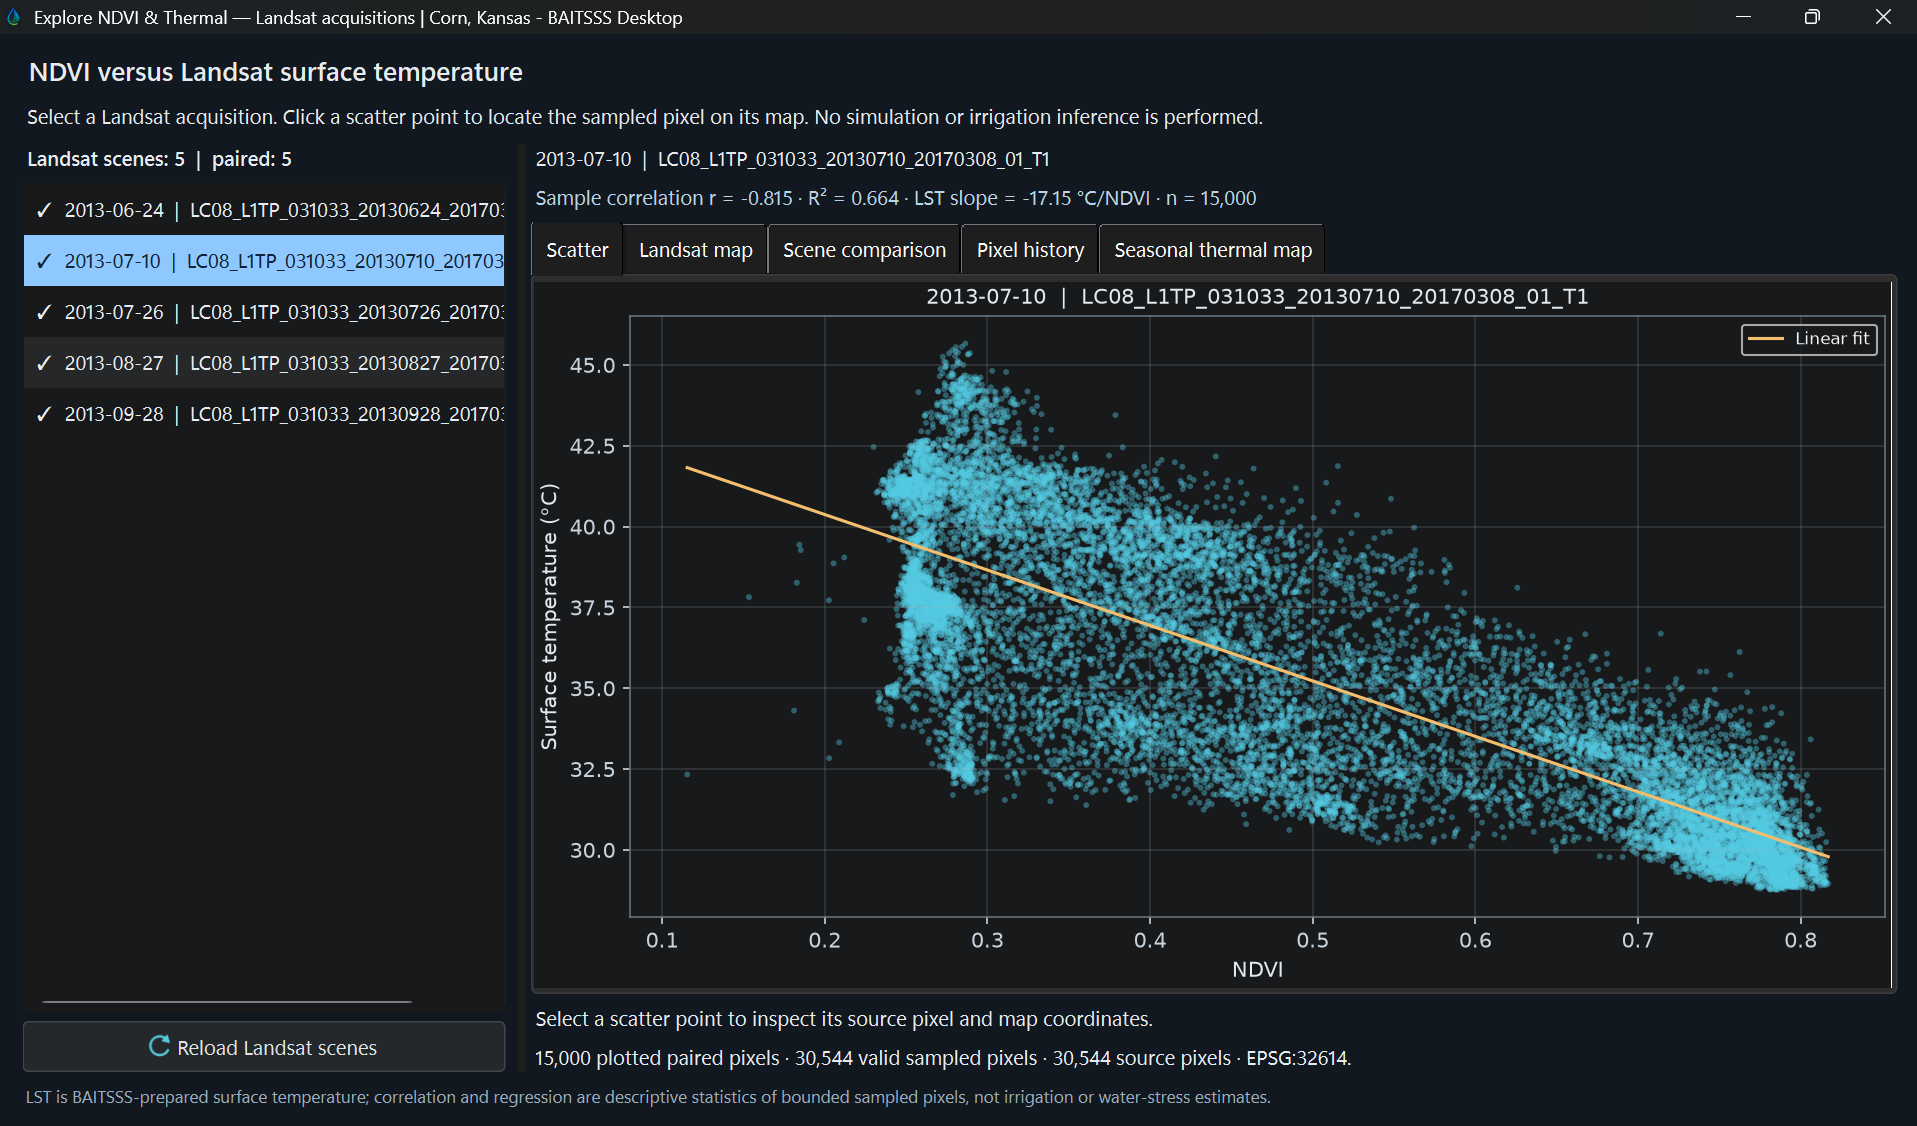 Explore NDVI & Thermal — Landsat acquisitions | Corn, Kansas - BAITSSS Desktop
NDVI versus Landsat surface temperature
Select a Landsat acquisition. Click a scatter point to locate the sampled pixel on its map. No simulation or irrigation inference is performed.
Landsat scenes: 5 | paired: 5
✓ 2013-06-24 | LC08_L1TP_031033_20130624_20170
✓ 2013-07-10 | LC08_L1TP_031033_20130710_201703
✓ 2013-07-26 | LC08_L1TP_031033_20130726_20170
✓ 2013-08-27 | LC08_L1TP_031033_20130827_20170
✓ 2013-09-28 | LC08_L1TP_031033_20130928_20170
Reload Landsat scenes
2013-07-10 | LC08_L1TP_031033_20130710_20170308_01_T1
Sample correlation r = -0.815 · R² = 0.664 · LST slope = -17.15 °C/NDVI · n = 15,000
Scatter Landsat map Scene comparison Pixel history Seasonal thermal map
2013-07-10 | LC08_L1TP_031033_20130710_20170308_01_T1
Linear fit
Surface temperature (°C)
45.0
42.5
40.0
37.5
35.0
32.5
30.0
0.1 0.2 0.3 0.4 0.5 0.6 0.7 0.8
NDVI
Select a scatter point to inspect its source pixel and map coordinates.
15,000 plotted paired pixels · 30,544 valid sampled pixels · 30,544 source pixels · EPSG:32614.
LST is BAITSSS-prepared surface temperature; correlation and regression are descriptive statistics of bounded sampled pixels, not irrigation or water-stress estimates.